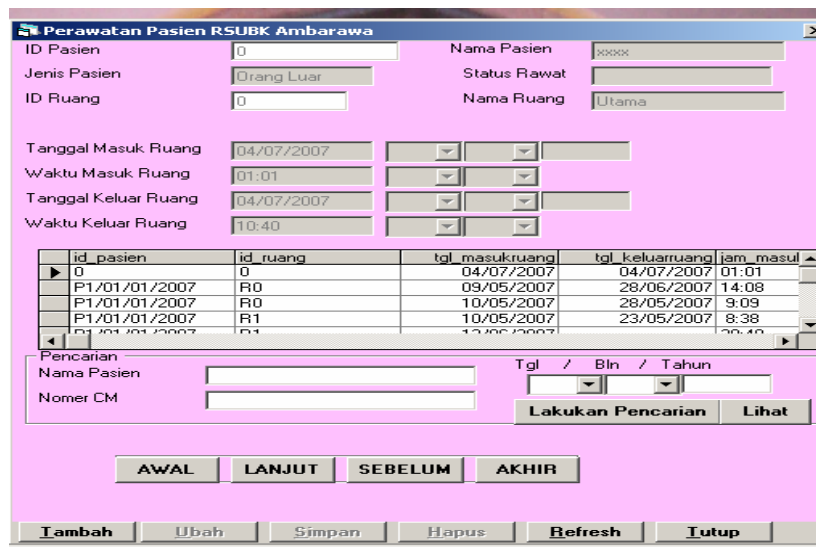 Perawatan Pasien RSUBK Ambarawa
ID Pasien 0 Nama Pasien xxxx
Jenis Pasien Orang Luar Status Rawat
ID Ruang 0 Nama Ruang Utama
Tanggal Masuk Ruang 04/07/2007
Waktu Masuk Ruang 01:01
Tanggal Keluar Ruang 04/07/2007
Waktu Keluar Ruang 10:40
id_pasien id_ruang tgl_masukruang tgl_keluarruang jam_masul
0 0 04/07/2007 04/07/2007 01:01
P1/01/01/2007 R0 09/05/2007 28/06/2007 14:08
P1/01/01/2007 R0 10/05/2007 28/05/2007 9:09
P1/01/01/2007 R1 10/05/2007 23/05/2007 8:38
Pencarian
Nama Pasien Tgl / Bln / Tahun
Nomer CM
Lakukan Pencarian Lihat
AWAL LANJUT SEBELUM AKHIR
Tambah Ubah Simpan Hapus Refresh Tutup